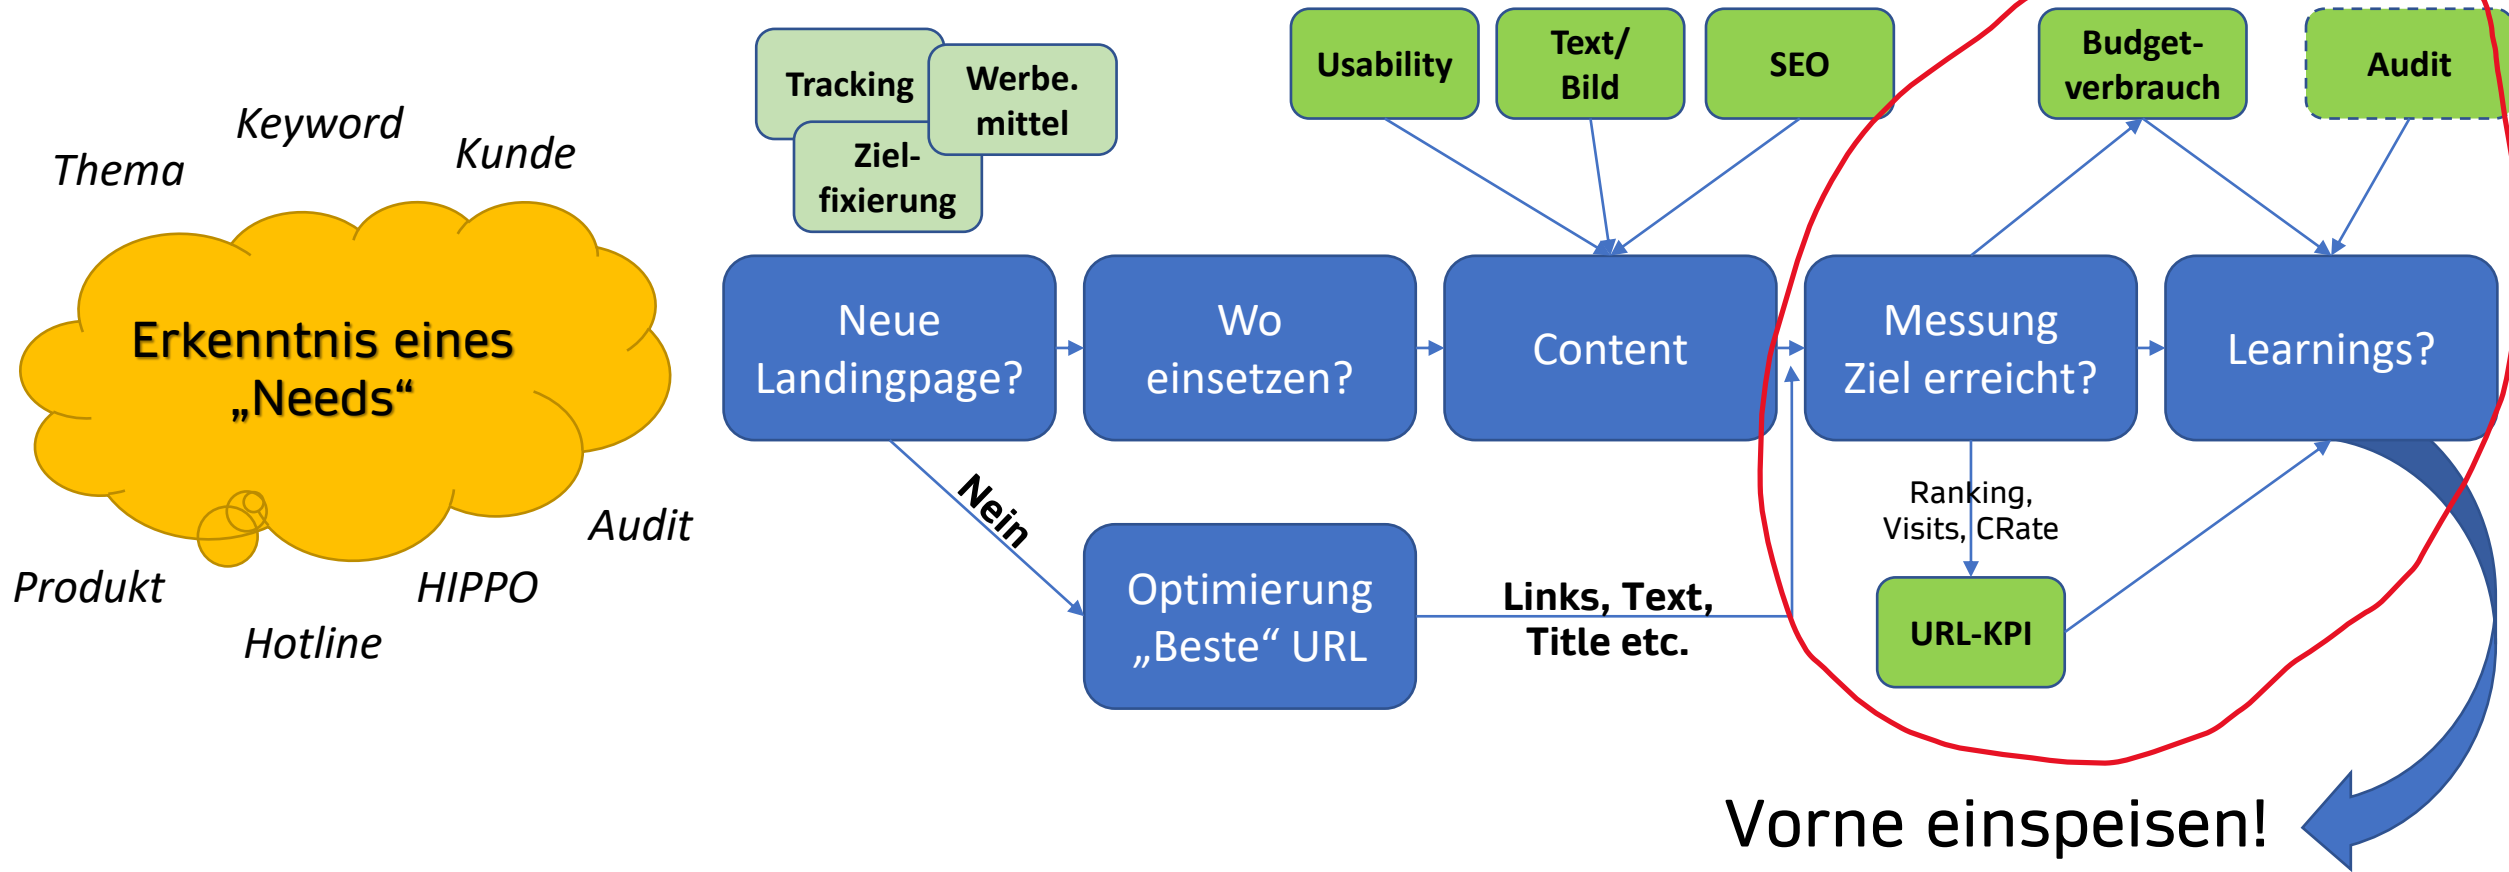 Thema
Keyword
Kunde
Erkenntnis eines
„Needs“
Audit
Produkt
HIPPO
Hotline
Tracking
Werbe.
mittel
Ziel-
fixierung
Usability
Text/
Bild
SEO
Budget-
verbrauch
Audit
Neue
Landingpage?
Wo
einsetzen?
Content
Messung
Ziel erreicht?
Learnings?
Nein
Optimierung
„Beste“ URL
Links, Text,
Title etc.
Ranking,
Visits, CRate
URL-KPI
Vorne einspeisen!